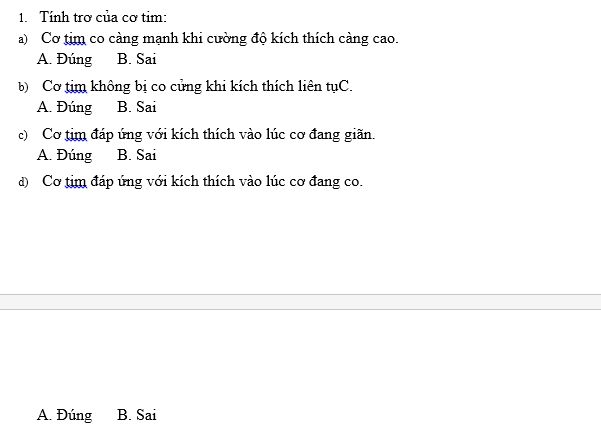 1. Tính trơ của cơ tim:
a) Cơ tim co càng mạnh khi cường độ kích thích càng cao.
A. Đúng B. Sai
b) Cơ tim không bị co cứng khi kích thích liên tụC.
A. Đúng B. Sai
c) Cơ tim đáp ứng với kích thích vào lúc cơ đang giãn.
A. Đúng B. Sai
d) Cơ tim đáp ứng với kích thích vào lúc cơ đang co.
A. Đúng B. Sai